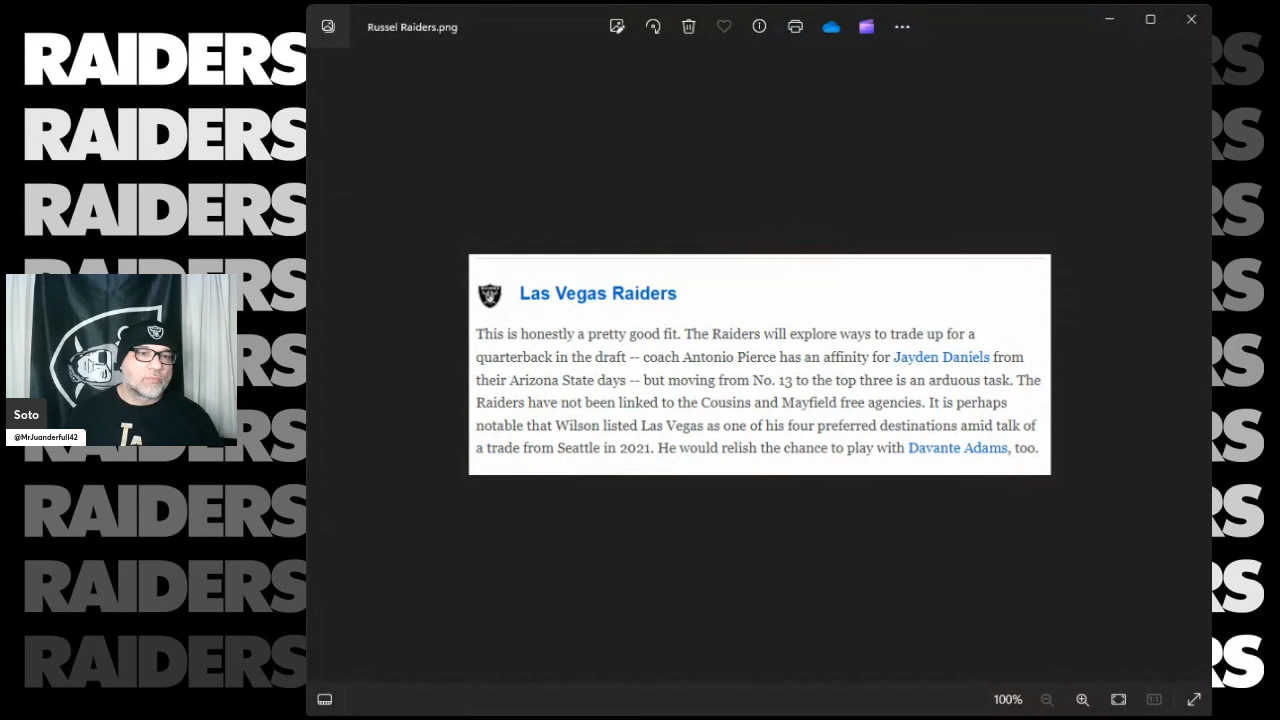 RAIDERS
RAIDERS
RAIDERS
RAIDERS
RAIDERS
RAIDERS
Soto
@MrJuanderfull42
LA
Russel Raiders.png
Las Vegas Raiders
This is honestly a pretty good fit. The Raiders will explore ways to trade up for a
quarterback in the draft -- coach Antonio Pierce has an affinity for Jayden Daniels from
their Arizona State days -- but moving from No. 13 to the top three is an arduous task. The
Raiders have not been linked to the Cousins and Mayfield free agencies. It is perhaps
notable that Wilson listed Las Vegas as one of his four preferred destinations amid talk of
a trade from Seattle in 2021. He would relish the chance to play with Davante Adams, too.
100%